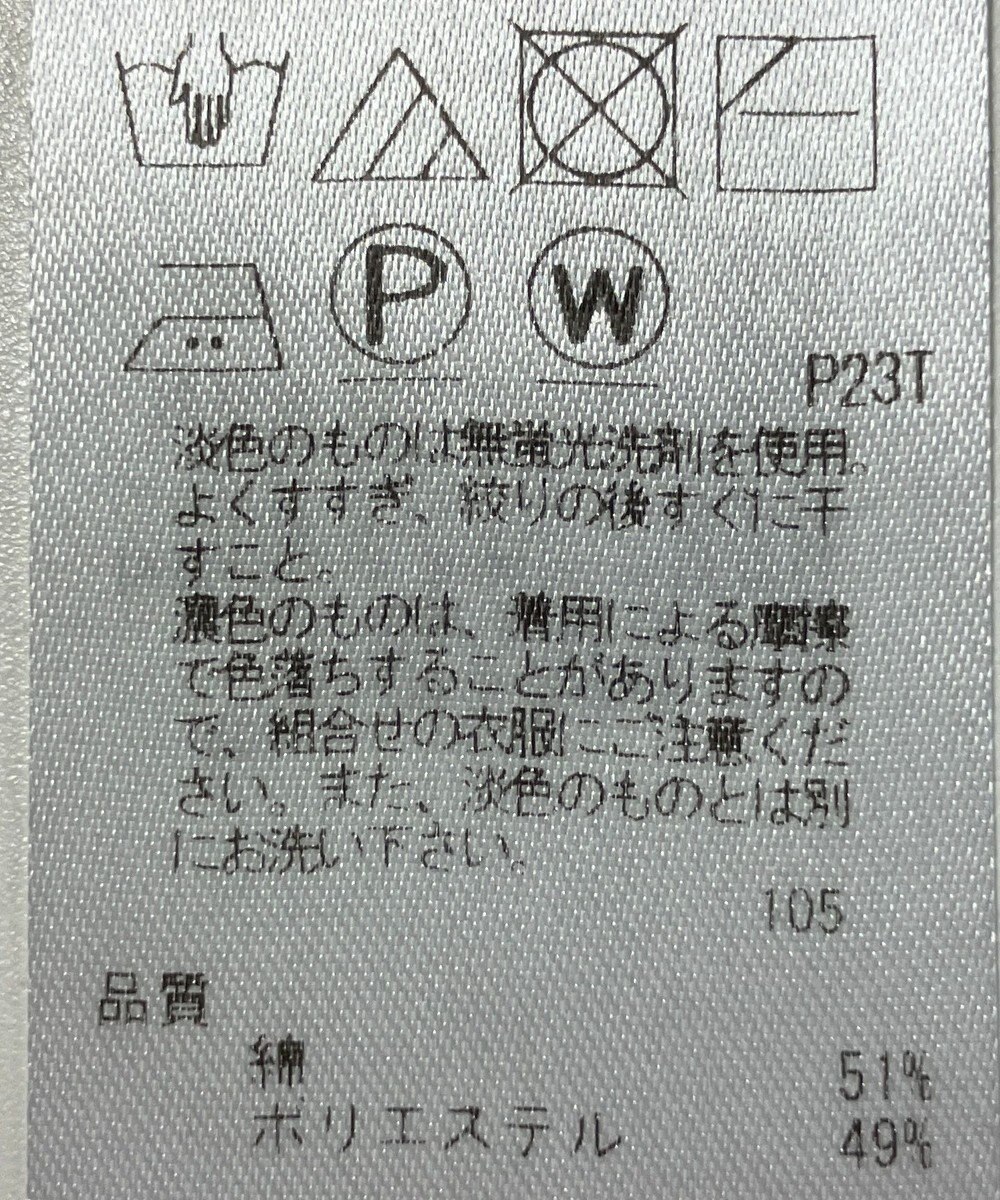 P W
P23T
淡色のものは無蛍光洗剤を使用。
よくすすぎ、絞りの後すぐに干
すこと。
濃色のものは、着用による摩擦
で色落ちすることがありますの
で、組合せの衣服にご注意くだ
さい。また、淡色のものとは別
にお洗い下さい。
105
品質
綿 51%
ポリエステル 49%